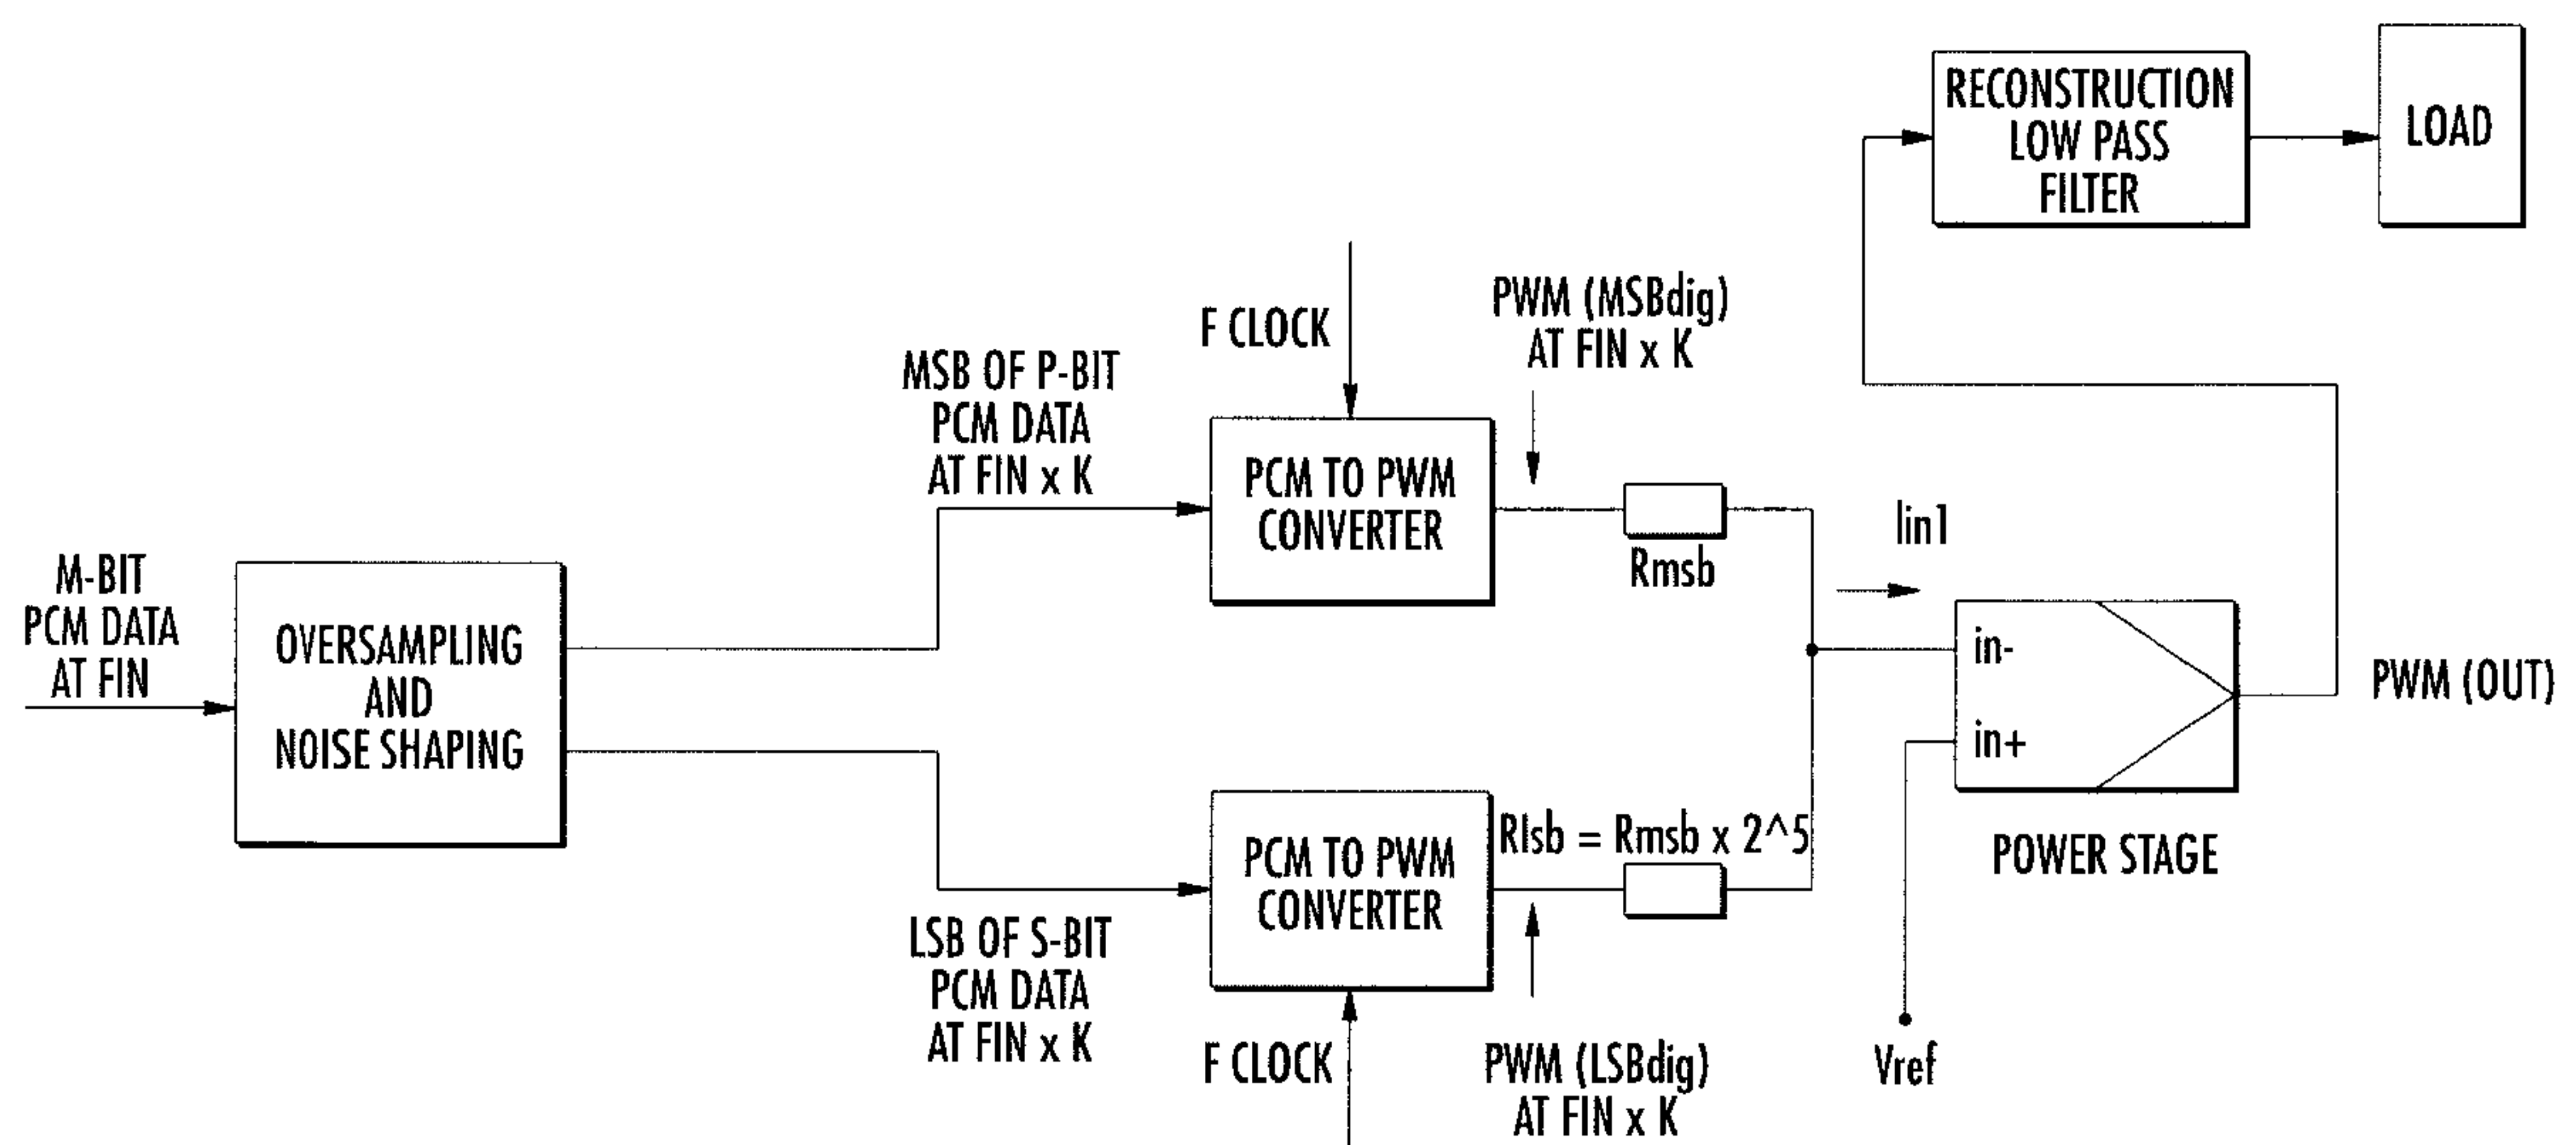 RECONSTRUCTION
LOW PASS
FILTER
LOAD
F CLOCK
PWM (MSBdig)
AT FIN x K
MSB OF P-BIT
PCM DATA
AT FIN x K
PCM TO PWM
CONVERTER
Rmsb
Iin1
M-BIT
PCM DATA
AT FIN
OVERSAMPLING
AND
NOISE SHAPING
in-
in+
PWM (OUT)
POWER STAGE
Rlsb = Rmsb x 2^5
PCM TO PWM
CONVERTER
LSB OF S-BIT
PCM DATA
AT FIN x K
F CLOCK
PWM (LSBdig)
AT FIN x K
Vref